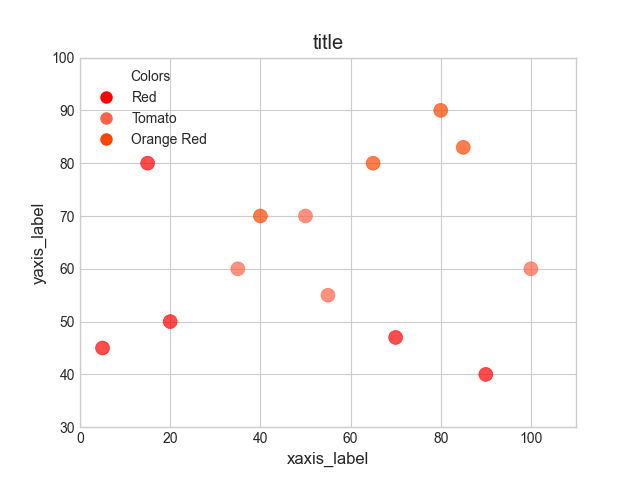 title
Colors
Red
Tomato
Orange Red
yaxis_label
100
90
80
70
60
50
40
30
0 20 40 60 80 100
xaxis_label